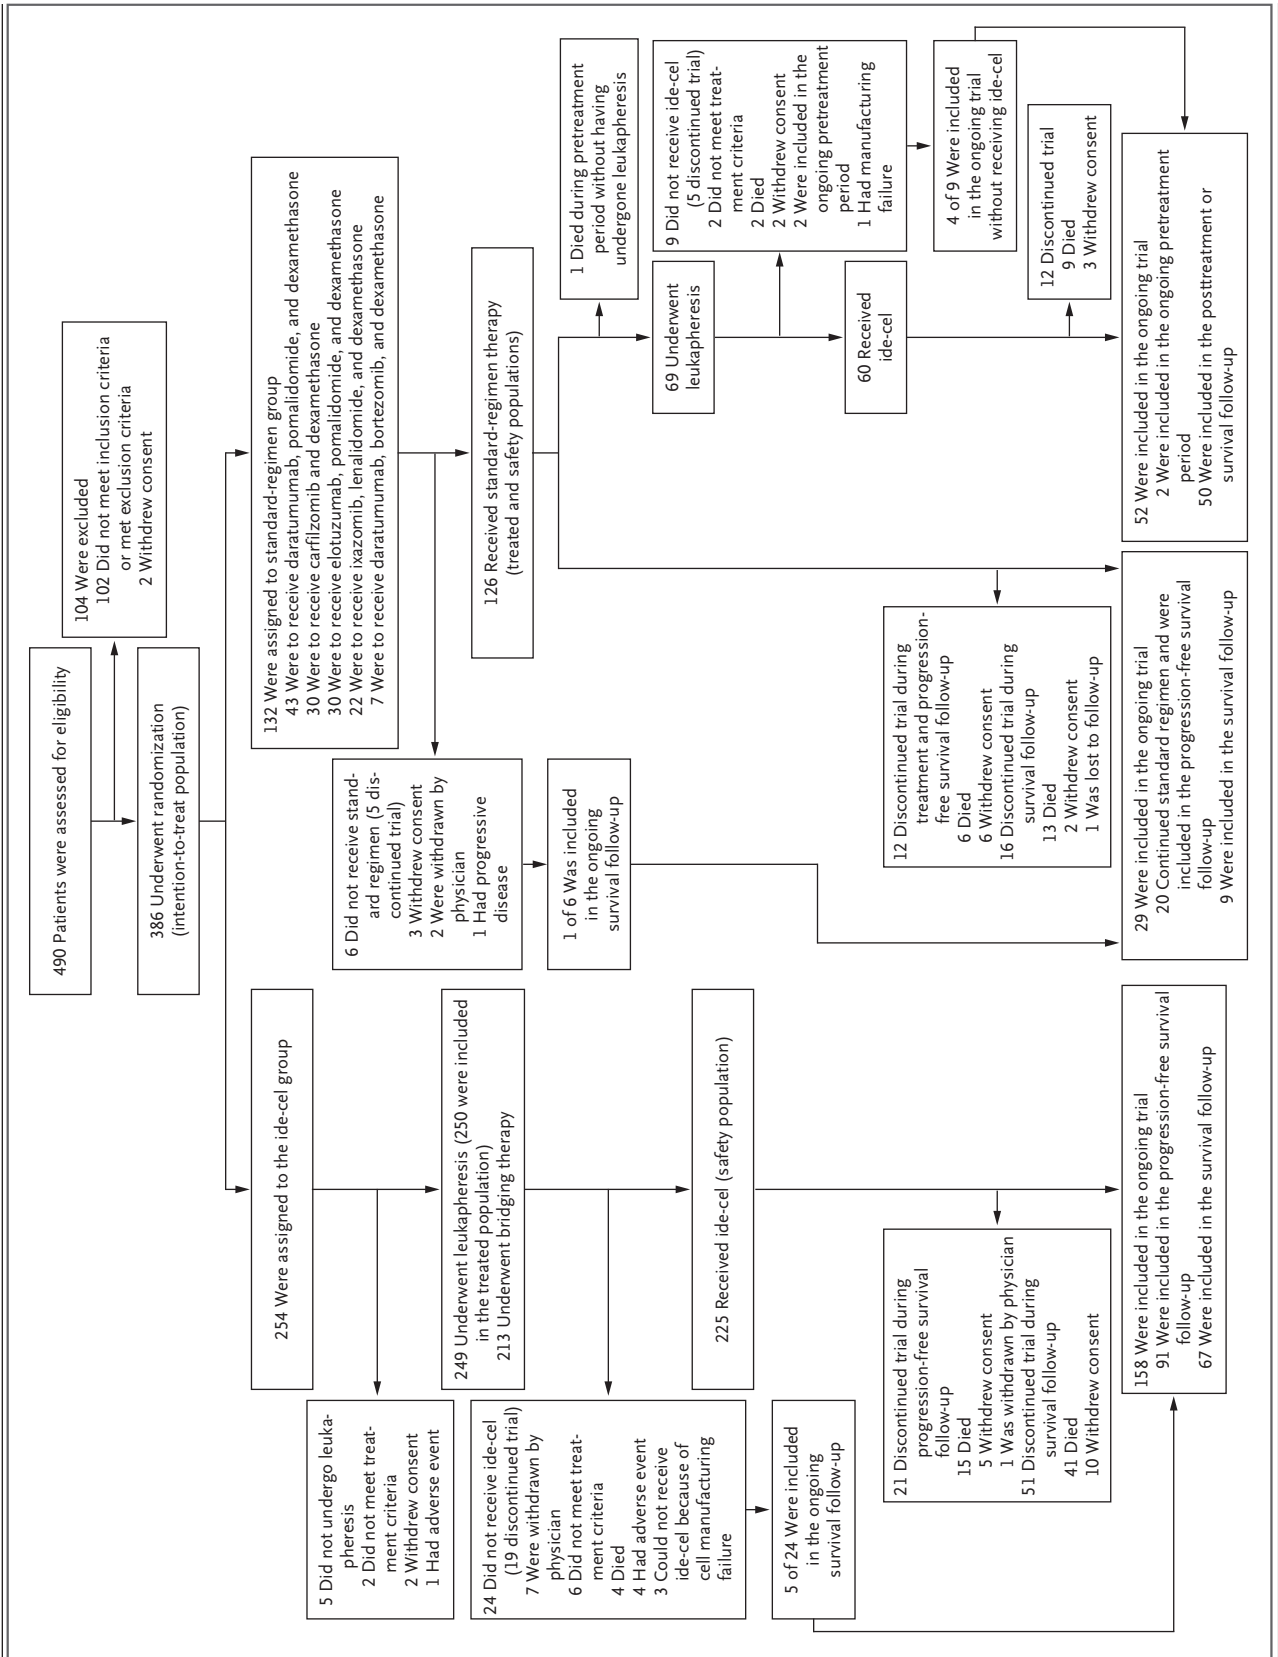 490 Patients were assessed for eligibility
104 Were excluded
102 Did not meet inclusion criteria
or met exclusion criteria
2 Withdrew consent
386 Underwent randomization
(intention-to-treat population)
254 Were assigned to the ide-cel group
132 Were assigned to standard-regimen group
43 Were to receive daratumumab, pomalidomide, and dexamethasone
30 Were to receive carfilzomib and dexamethasone
30 Were to receive elotuzumab, pomalidomide, and dexamethasone
22 Were to receive ixazomib, lenalidomide, and dexamethasone
7 Were to receive daratumumab, bortezomib, and dexamethasone
5 Did not undergo leuka-
pheresis
2 Did not meet treat-
ment criteria
2 Withdrew consent
1 Had adverse event
6 Did not receive stand-
ard regimen (5 dis-
continued trial)
3 Withdrew consent
2 Were withdrawn by
physician
1 Had progressive
disease
249 Underwent leukapheresis (250 were included
in the treated population)
213 Underwent bridging therapy
126 Received standard-regimen therapy
(treated and safety populations)
24 Did not receive ide-cel
(19 discontinued trial)
7 Were withdrawn by
physician
6 Did not meet treat-
ment criteria
4 Died
4 Had adverse event
3 Could not receive
ide-cel because of
cell manufacturing
failure
1 of 6 Was included
in the ongoing
survival follow-up
1 Died during pretreatment
period without having
undergone leukapheresis
69 Underwent
leukapheresis
9 Did not receive ide-cel
(5 discontinued trial)
2 Did not meet treat-
ment criteria
2 Died
2 Withdrew consent
2 Were included in the
ongoing pretreatment
period
1 Had manufacturing
failure
225 Received ide-cel (safety population)
5 of 24 Were included
in the ongoing
survival follow-up
60 Received
ide-cel
4 of 9 Were included
in the ongoing trial
without receiving ide-cel
21 Discontinued trial during
progression-free survival
follow-up
15 Died
5 Withdrew consent
1 Was withdrawn by physician
51 Discontinued trial during
survival follow-up
41 Died
10 Withdrew consent
12 Discontinued trial during
treatment and progression-
free survival follow-up
6 Died
6 Withdrew consent
16 Discontinued trial during
survival follow-up
13 Died
2 Withdrew consent
1 Was lost to follow-up
12 Discontinued trial
9 Died
3 Withdrew consent
158 Were included in the ongoing trial
91 Were included in the progression-free survival
follow-up
67 Were included in the survival follow-up
29 Were included in the ongoing trial
20 Continued standard regimen and were
included in the progression-free survival
follow-up
9 Were included in the survival follow-up
52 Were included in the ongoing trial
2 Were included in the ongoing pretreatment
period
50 Were included in the posttreatment or
survival follow-up